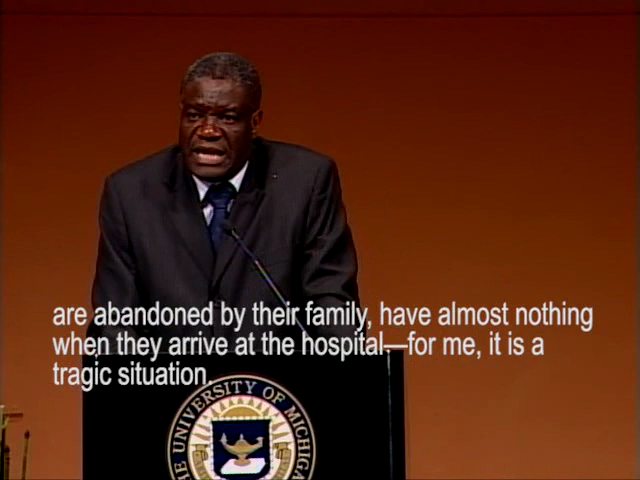 are abandoned by their family, have almost nothing
when they arrive at the hospital—for me, it is a
tragic situation.
THE UNIVERSITY OF MICHIGAN